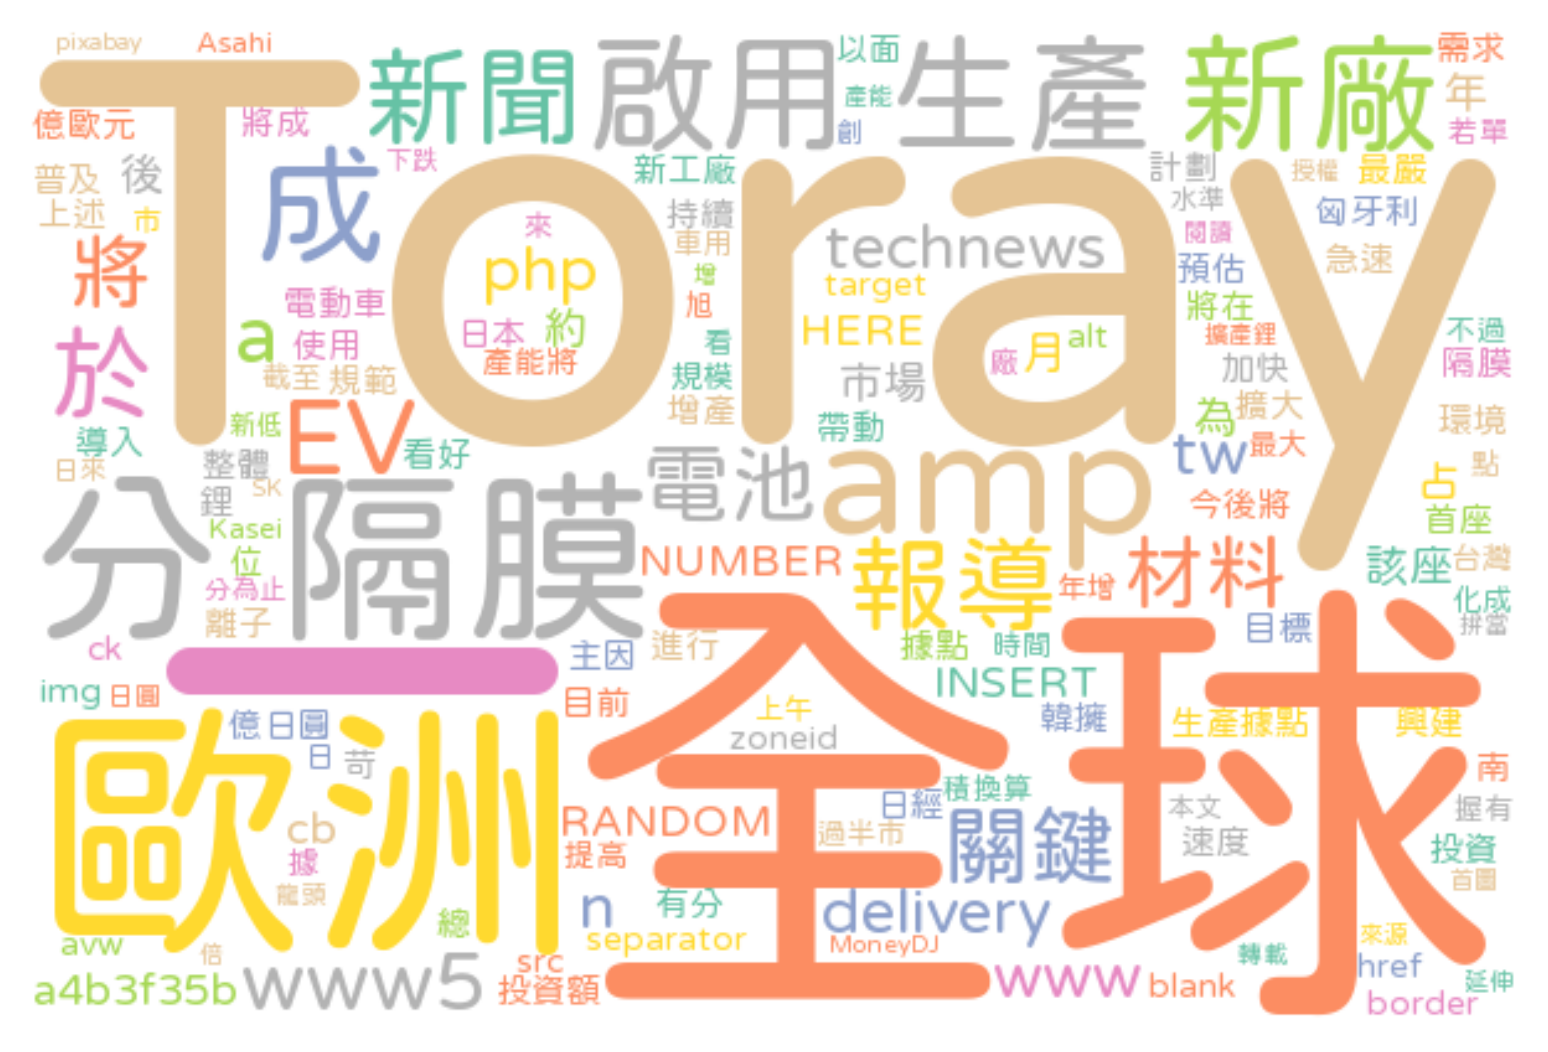 pixabay Asahi 新聞 啟用 生產 以面 新廠 需求
Toray
億歐元 將成 下跌 產能 創 年 若單
普及 後 成 新工廠 計劃 授權 最嚴
上述 市 來 持續 水準 匈牙利
將 php 車用 technews 閱讀 急速
電動車 增 target 預估
於 a 使用 日本 約 旭 HERE 將在 不過
產能將 看 廠 月 alt 擴產鋰 隔膜
截至 規範 規模 市場 加快
導入 新低 EV 看好 增產 帶動 為 擴大 環境
日來 整體 SK 電池 amp tw 最大 點
分 鋰 隔膜 今後將 占 首座
Kasei 位 NUMBER 報導 材料 該座 台灣
分為止 離子 年增 化成
ck 一 主因 進行 據點 時間 目標 拼當
img 日圓 目前 全球 INSERT
歐洲 億日圓 上午 韓擁 生產據點 興建
日 苛 zoneid 南
cb RANDOM 日經 積換算 本文 握有
據 提高 過半市 關鍵 速度 投資
龍頭 總 n 有分 delivery 首圖
avw 倍 separator MoneyDJ 轉載 來源
a4b3f35b www5 src 投資額 www blank href 延伸
border